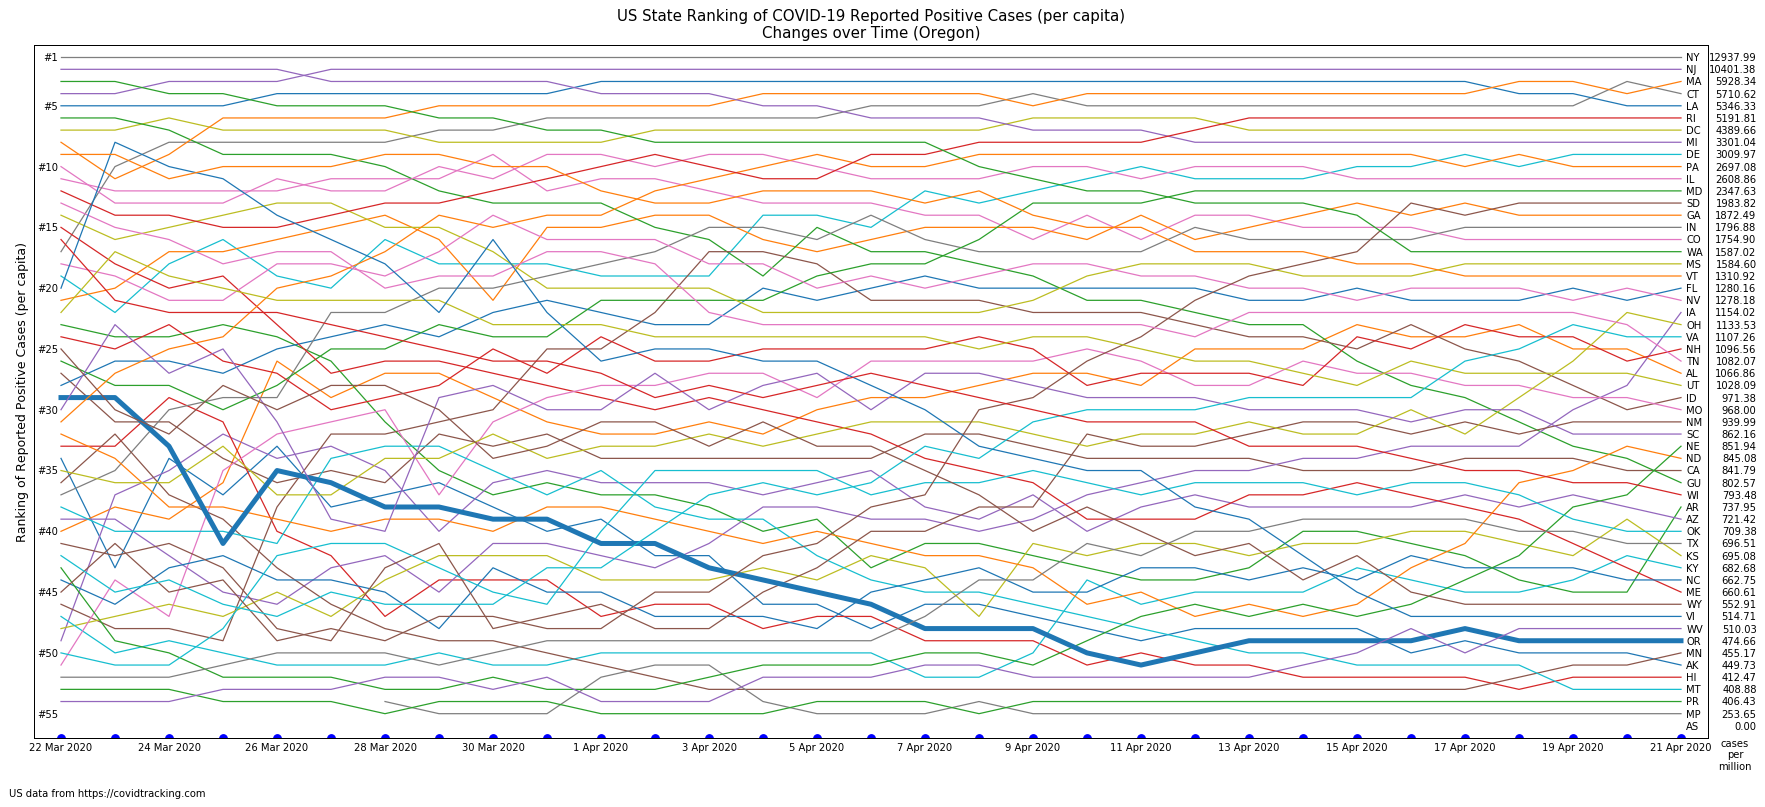 US State Ranking of COVID-19 Reported Positive Cases (per capita)
Changes over Time (Oregon)
Ranking of Reported Positive Cases (per capita)
#1
#5
#10
#15
#20
#25
#30
#35
#40
#45
#50
#55
NY 12937.99
NJ 10401.38
MA 5928.34
CT 5710.62
LA 5346.33
RI 5191.81
DC 4389.66
MI 3301.04
DE 3009.97
PA 2697.08
IL 2608.86
MD 2347.63
SD 1983.82
GA 1872.49
IN 1796.88
CO 1754.90
WA 1587.02
MS 1584.60
VT 1310.92
FL 1280.16
NV 1278.18
IA 1154.02
OH 1133.53
VA 1107.26
NH 1096.56
TN 1082.07
AL 1066.86
UT 1028.09
ID 971.38
MO 968.00
NM 939.99
SC 862.16
NE 851.94
ND 845.08
CA 841.79
GU 802.57
WI 793.48
AR 737.95
AZ 721.42
OK 709.38
TX 696.51
KS 695.08
KY 682.68
NC 662.75
ME 660.61
WY 552.91
VI 514.71
WV 510.03
OR 474.66
MN 455.17
AK 449.73
HI 412.47
MT 408.88
PR 406.43
MP 253.65
AS 0.00
22 Mar 2020 24 Mar 2020 26 Mar 2020 28 Mar 2020 30 Mar 2020 1 Apr 2020 3 Apr 2020 5 Apr 2020 7 Apr 2020 9 Apr 2020 11 Apr 2020 13 Apr 2020 15 Apr 2020 17 Apr 2020 19 Apr 2020 21 Apr 2020
cases
per
million
US data from https://covidtracking.com